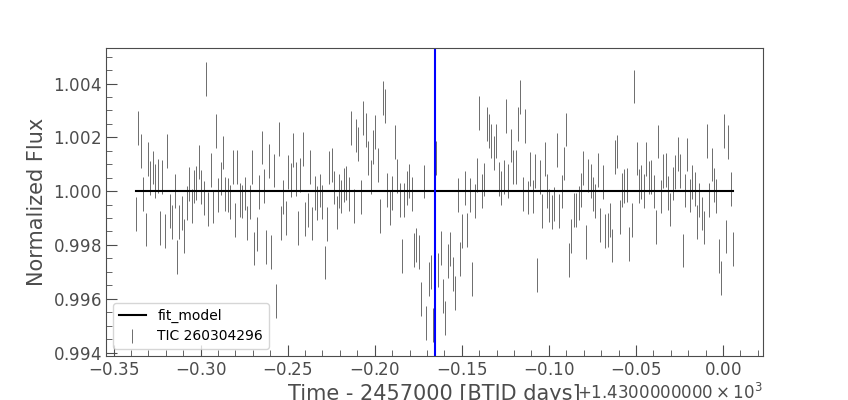 Normalized Flux
1.004
1.002
1.000
0.998
0.996
0.994
fit_model
TIC 260304296
−0.35 −0.30 −0.25 −0.20 −0.15 −0.10 −0.05 0.00
Time - 2457000 [BTJD days]
+1.4300000000 × 10³